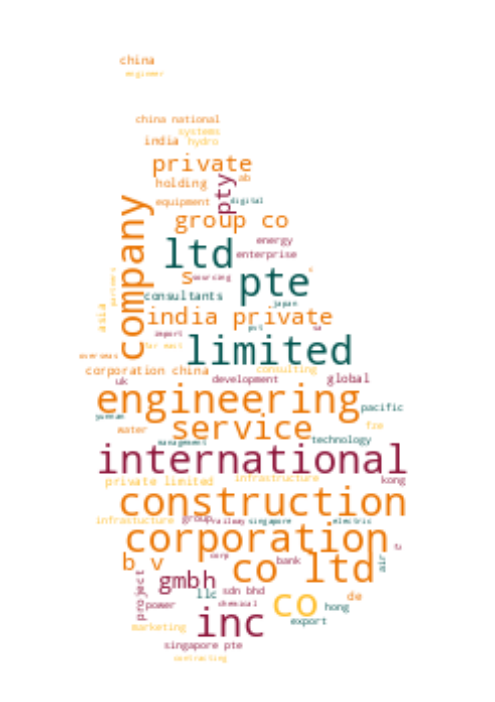 china
engineer
china national
systems
india hydro
private
holding
pty
ab
equipment
digital
group co
company
ltd
energy
enterprise
s
sourcing
pte
consultants
partners
asia
japan
india private
import
far east
limited
overseas
corporation china
consulting
uk
development
global
engineering
pacific
yunnan
service
fze
water
management
technology
international
private limited
infrastructure
kong
construction
infrastucture
group
railway
singapore
electric
corporation
b v
corp
bank
co ltd
air
project
gmbh
llc
sdn bhd
de
power
chemical
co
hong
inc
export
marketing
singapore pte
contracting